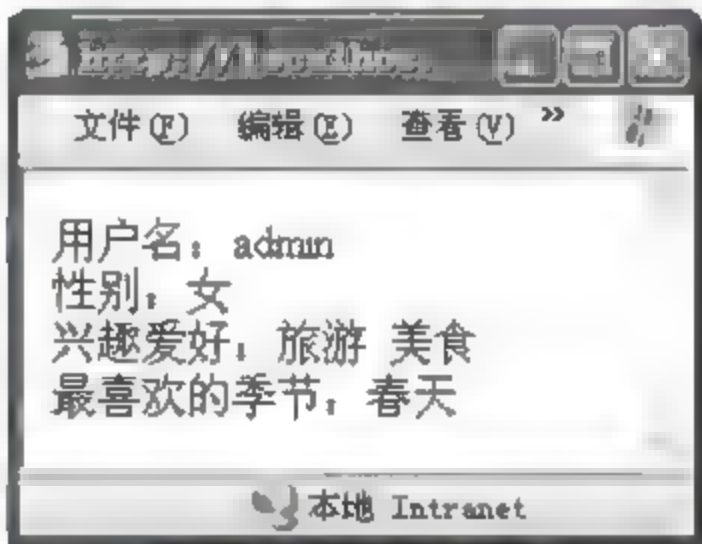 文件(F) 编辑(E) 查看(V) »
用户名：admin
性别：女
兴趣爱好：旅游 美食
最喜欢的季节：春天
本地 Intranet